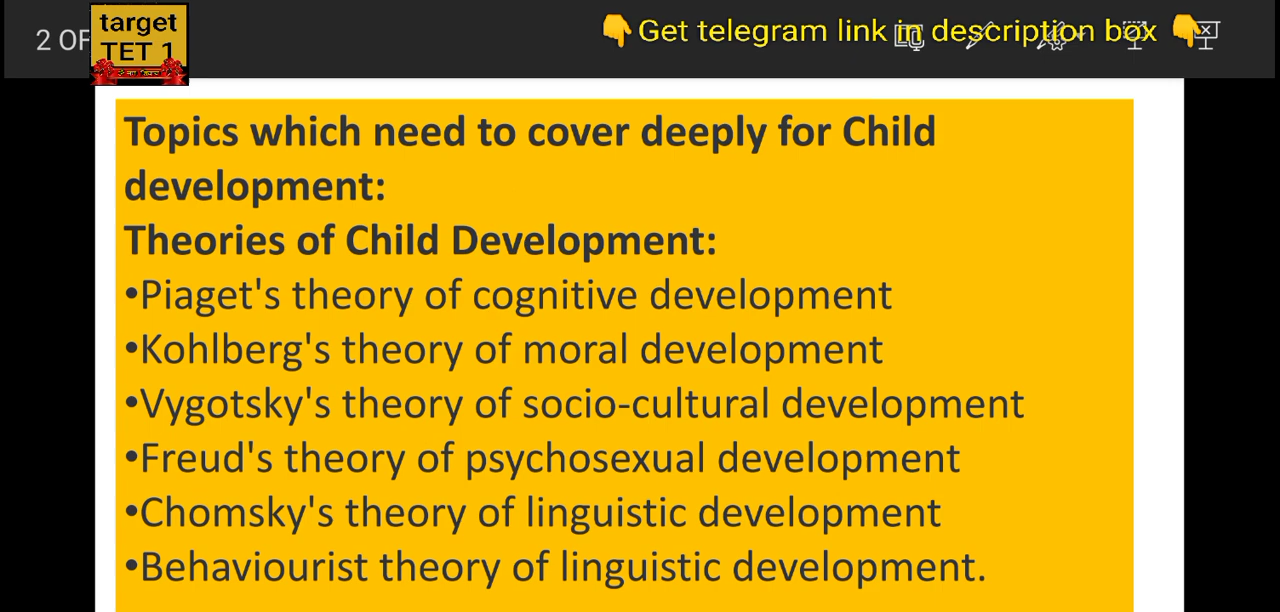 2 OF
target
TET 1
👇Get telegram link in description box 👇
Topics which need to cover deeply for Child
development:
Theories of Child Development:
•Piaget's theory of cognitive development
•Kohlberg's theory of moral development
•Vygotsky's theory of socio-cultural development
•Freud's theory of psychosexual development
•Chomsky's theory of linguistic development
•Behaviourist theory of linguistic development.